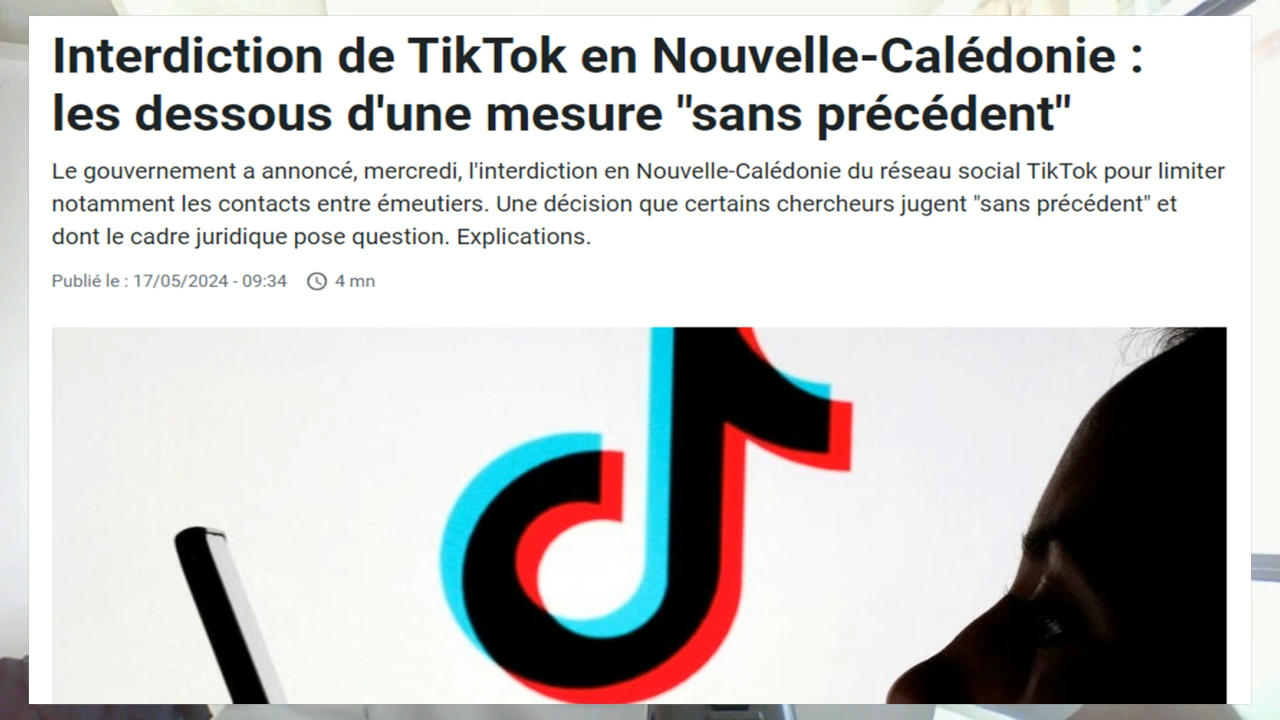 Interdiction de TikTok en Nouvelle-Calédonie :
les dessous d'une mesure "sans précédent"
Le gouvernement a annoncé, mercredi, l'interdiction en Nouvelle-Calédonie du réseau social TikTok pour limiter
notamment les contacts entre émeutiers. Une décision que certains chercheurs jugent "sans précédent" et
dont le cadre juridique pose question. Explications.
Publié le : 17/05/2024 - 09:34 4 mn